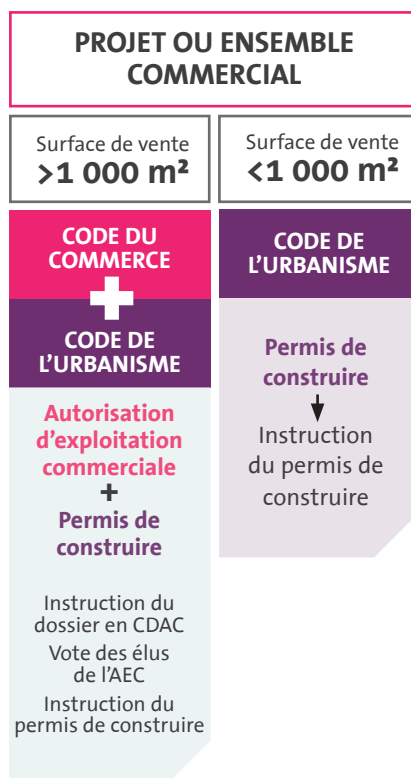 PROJET OU ENSEMBLE
COMMERCIAL
Surface de vente
>1 000 m²
CODE DU
COMMERCE
+
CODE DE
L’URBANISME
Autorisation
d’exploitation
commerciale
+
Permis de
construire
Instruction du
dossier en CDAC
Vote des élus
de l’AEC
Instruction du
permis de construire
Surface de vente
<1 000 m²
CODE DE
L’URBANISME
Permis de
construire
Instruction
du permis de
construire